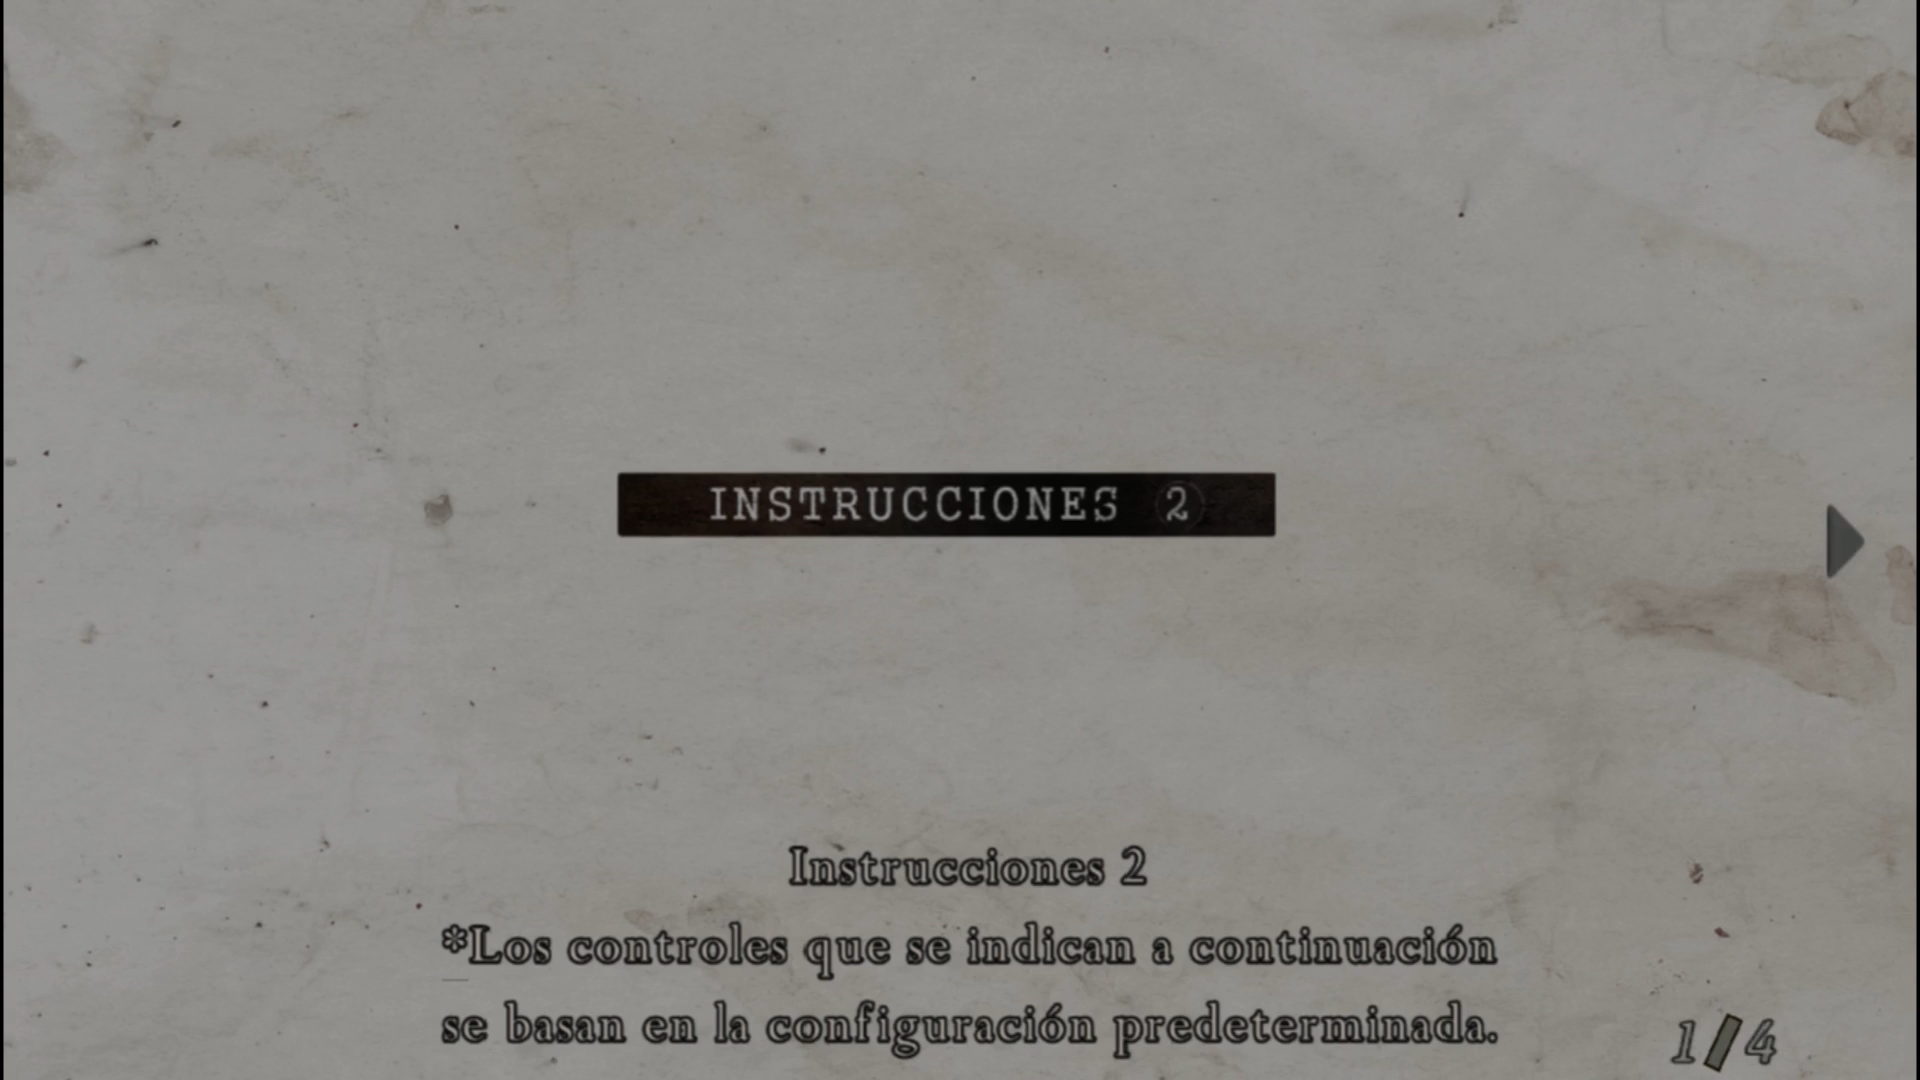 INSTRUCCIONES 2
Instrucciones 2
*Los controles que se indican a continuación
se basan en la configuración predeterminada.
1/4